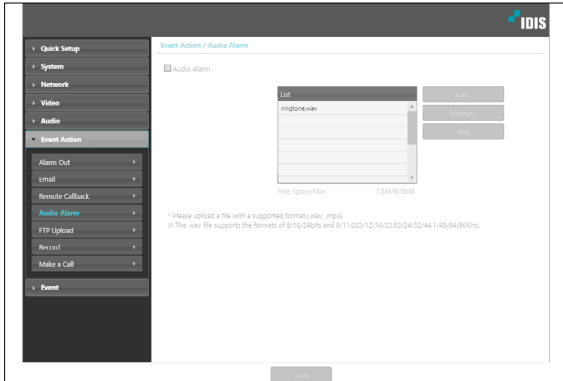 IDIS
Quick Setup
System
Network
Video
Audio
Event Action
Alarm Out
Email
Remote Callback
Audio Alarm
FTP Upload
Record
Make a Call
Event
Event Action / Audio Alarm
Audio Alarm
List
ringtone.wav
Add...
Remove...
Play
Free Space/Max 7.34MB/8MB
* Please upload a file with a supported format.(.wav, .mp3)
※ The .wav file supports the formats of 8/16/24bits and 8/11.025/12/16/22.05/24/32/44.1/48/64/96KHz.
Save